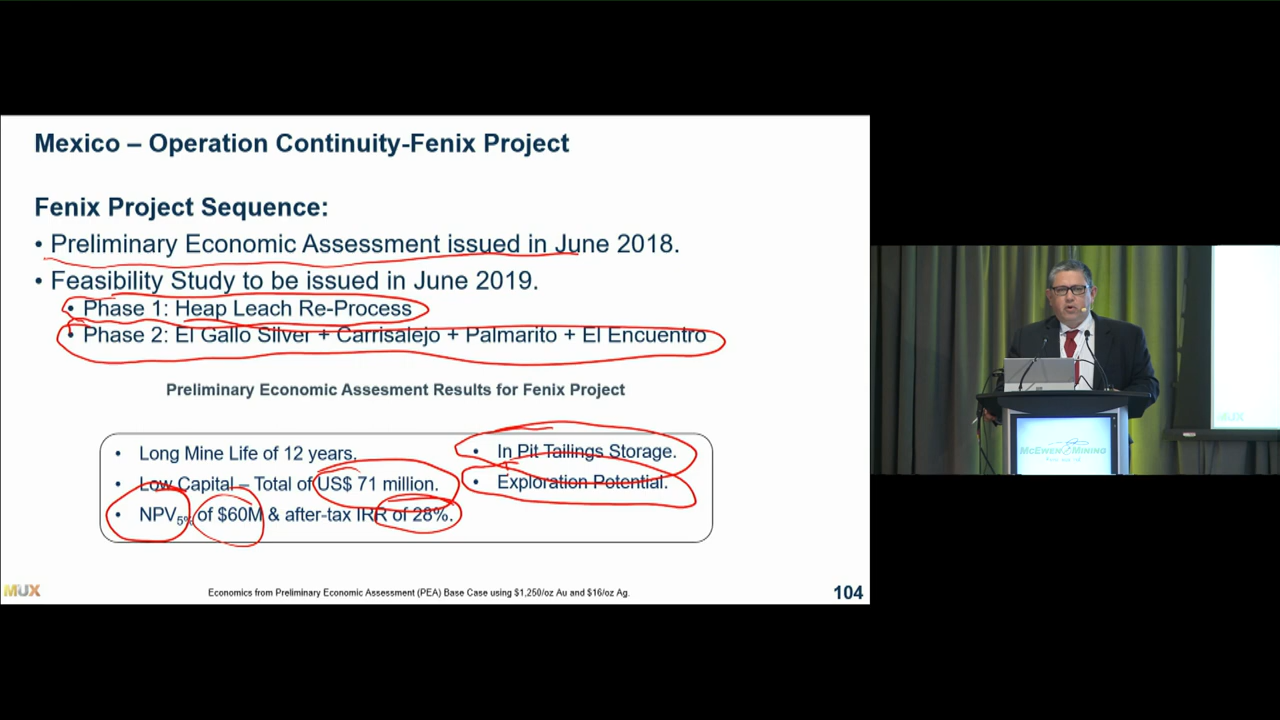 Mexico – Operation Continuity-Fenix Project
Fenix Project Sequence:
• Preliminary Economic Assessment issued in June 2018.
• Feasibility Study to be issued in June 2019.
• Phase 1: Heap Leach Re-Process
• Phase 2: El Gallo Silver + Carrisalejo + Palmarito + El Encuentro
Preliminary Economic Assesment Results for Fenix Project
• Long Mine Life of 12 years.
• Low Capital – Total of US$ 71 million.
• NPV5% of $60M & after-tax IRR of 28%.
• In Pit Tailings Storage.
• Exploration Potential.
MUX
Economics from Preliminary Economic Assessment (PEA) Base Case using $1,250/oz Au and $16/oz Ag.
104
McEWEN MINING
MUX